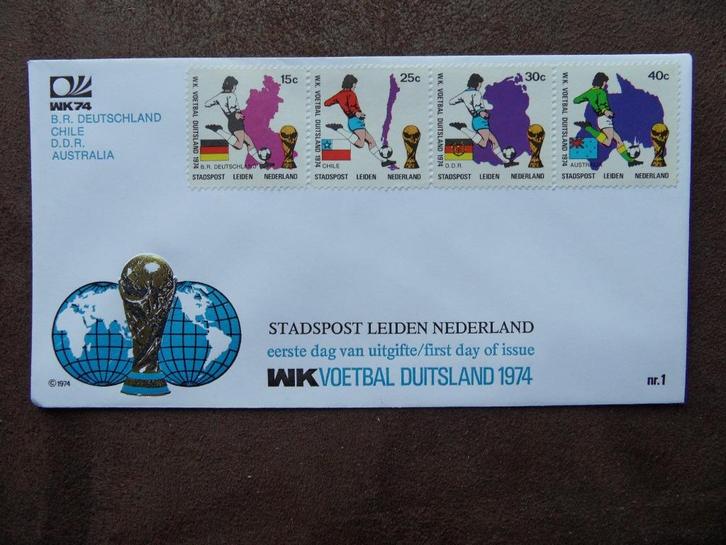 WK 74
B.R. DEUTSCHLAND
CHILE
D.D.R.
AUSTRALIA
W.K. VOETBAL DUITSLAND 1974
15c
B.R. DEUTSCHLAND
STADSPOST LEIDEN NEDERLAND
W.K. VOETBAL DUITSLAND 1974
25c
CHILE
STADSPOST LEIDEN NEDERLAND
W.K. VOETBAL DUITSLAND 1974
30c
D.D.R.
STADSPOST LEIDEN NEDERLAND
W.K. VOETBAL DUITSLAND 1974
40c
STADSPOST LEIDEN NEDERLAND
©1974
STADSPOST LEIDEN NEDERLAND
eerste dag van uitgifte/first day of issue
WK VOETBAL DUITSLAND 1974
nr.1